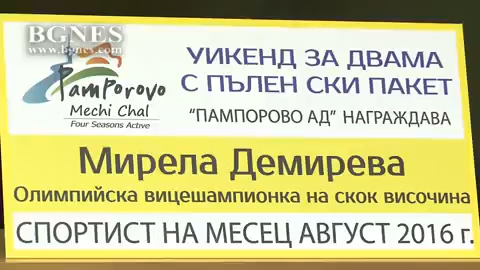 BGNES
www.bgnes.com
Pamporovo
Mechi Chal
Four Seasons Active
УИКЕНД ЗА ДВАМА
С ПЪЛЕН СКИ ПАКЕТ
"ПАМПОРОВО АД" НАГРАЖДАВА
Мирела Демирева
Олимпийска вицешампионка на скок височина
СПОРТИСТ НА МЕСЕЦ АВГУСТ 2016 г.